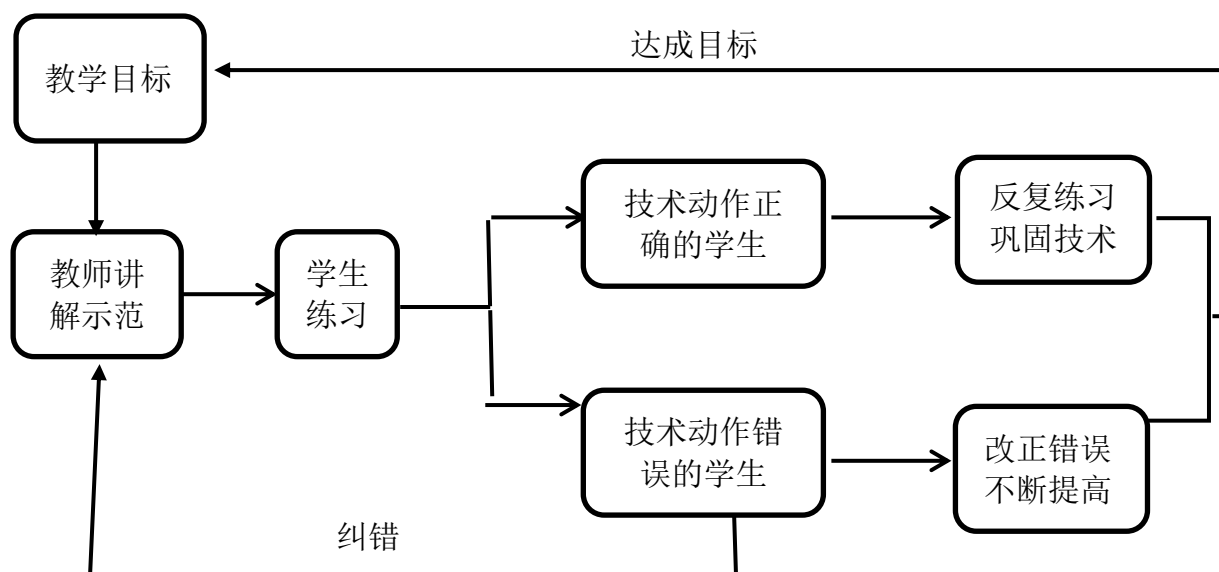 达成目标
教学目标
技术动作正
确的学生
反复练习
巩固技术
教师讲
解示范
学生
练习
技术动作错
误的学生
改正错误
不断提高
纠错